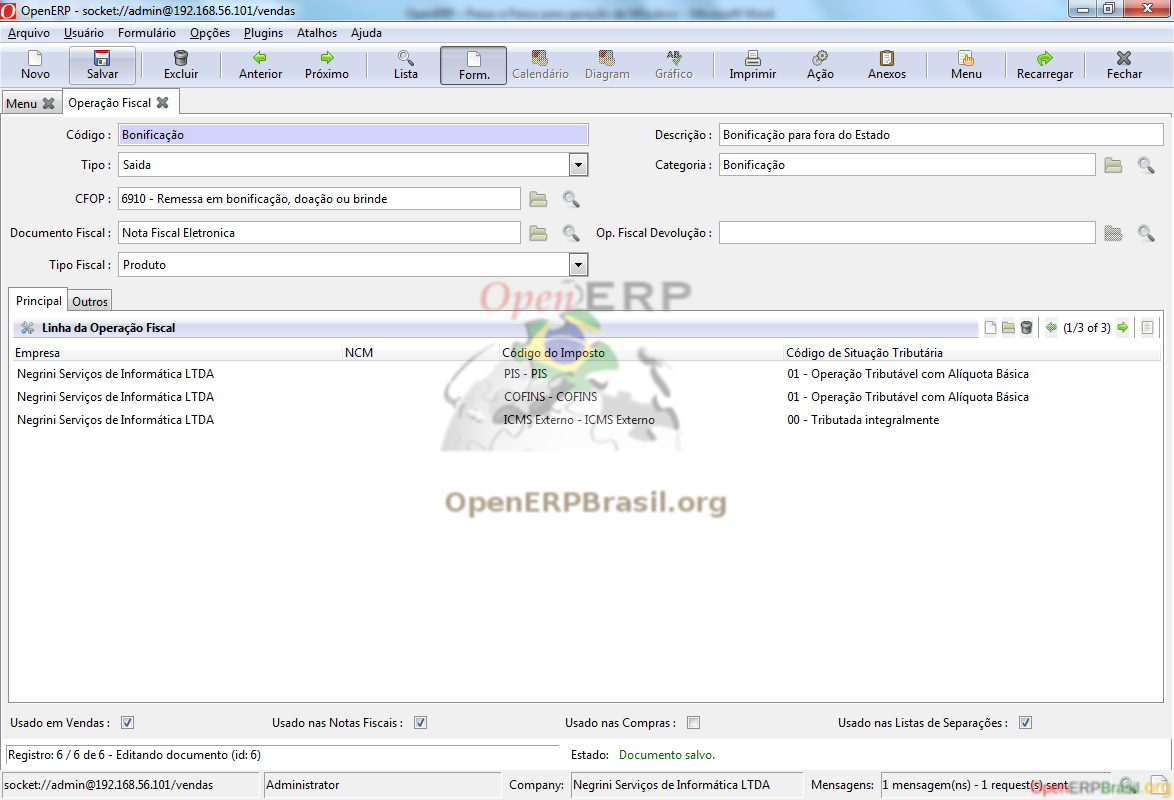 OpenERP - socket://admin@192.168.56.101/vendas
Arquivo Usuário Formulário Opções Plugins Atalhos Ajuda
Novo Salvar Excluir Anterior Próximo Lista Form. Calendário Diagram Gráfico Imprimir Ação Anexos Menu Recarregar Fechar
Menu Operação Fiscal
Código : Bonificação Descrição : Bonificação para fora do Estado
Tipo : Saida Categoria : Bonificação
CFOP : 6910 - Remessa em bonificação, doação ou brinde
Documento Fiscal : Nota Fiscal Eletronica Op. Fiscal Devolução :
Tipo Fiscal : Produto
OpenERP
Principal Outros
Linha da Operação Fiscal (1/3 of 3)
Empresa NCM Código do Imposto Código de Situação Tributária
Negrini Serviços de Informática LTDA PIS - PIS 01 - Operação Tributável com Alíquota Básica
Negrini Serviços de Informática LTDA COFINS - COFINS 01 - Operação Tributável com Alíquota Básica
Negrini Serviços de Informática LTDA ICMS Externo - ICMS Externo 00 - Tributada integralmente
OpenERPBrasil.org
Usado em Vendas : Usado nas Notas Fiscais : Usado nas Compras : Usado nas Listas de Separações :
Registro: 6 / 6 de 6 - Editando documento (id: 6) Estado: Documento salvo.
socket://admin@192.168.56.101/vendas Administrator Company: Negrini Serviços de Informática LTDA Mensagens: 1 mensagem(ns) - 1 request(s) sent
OpenERPBrasil.org